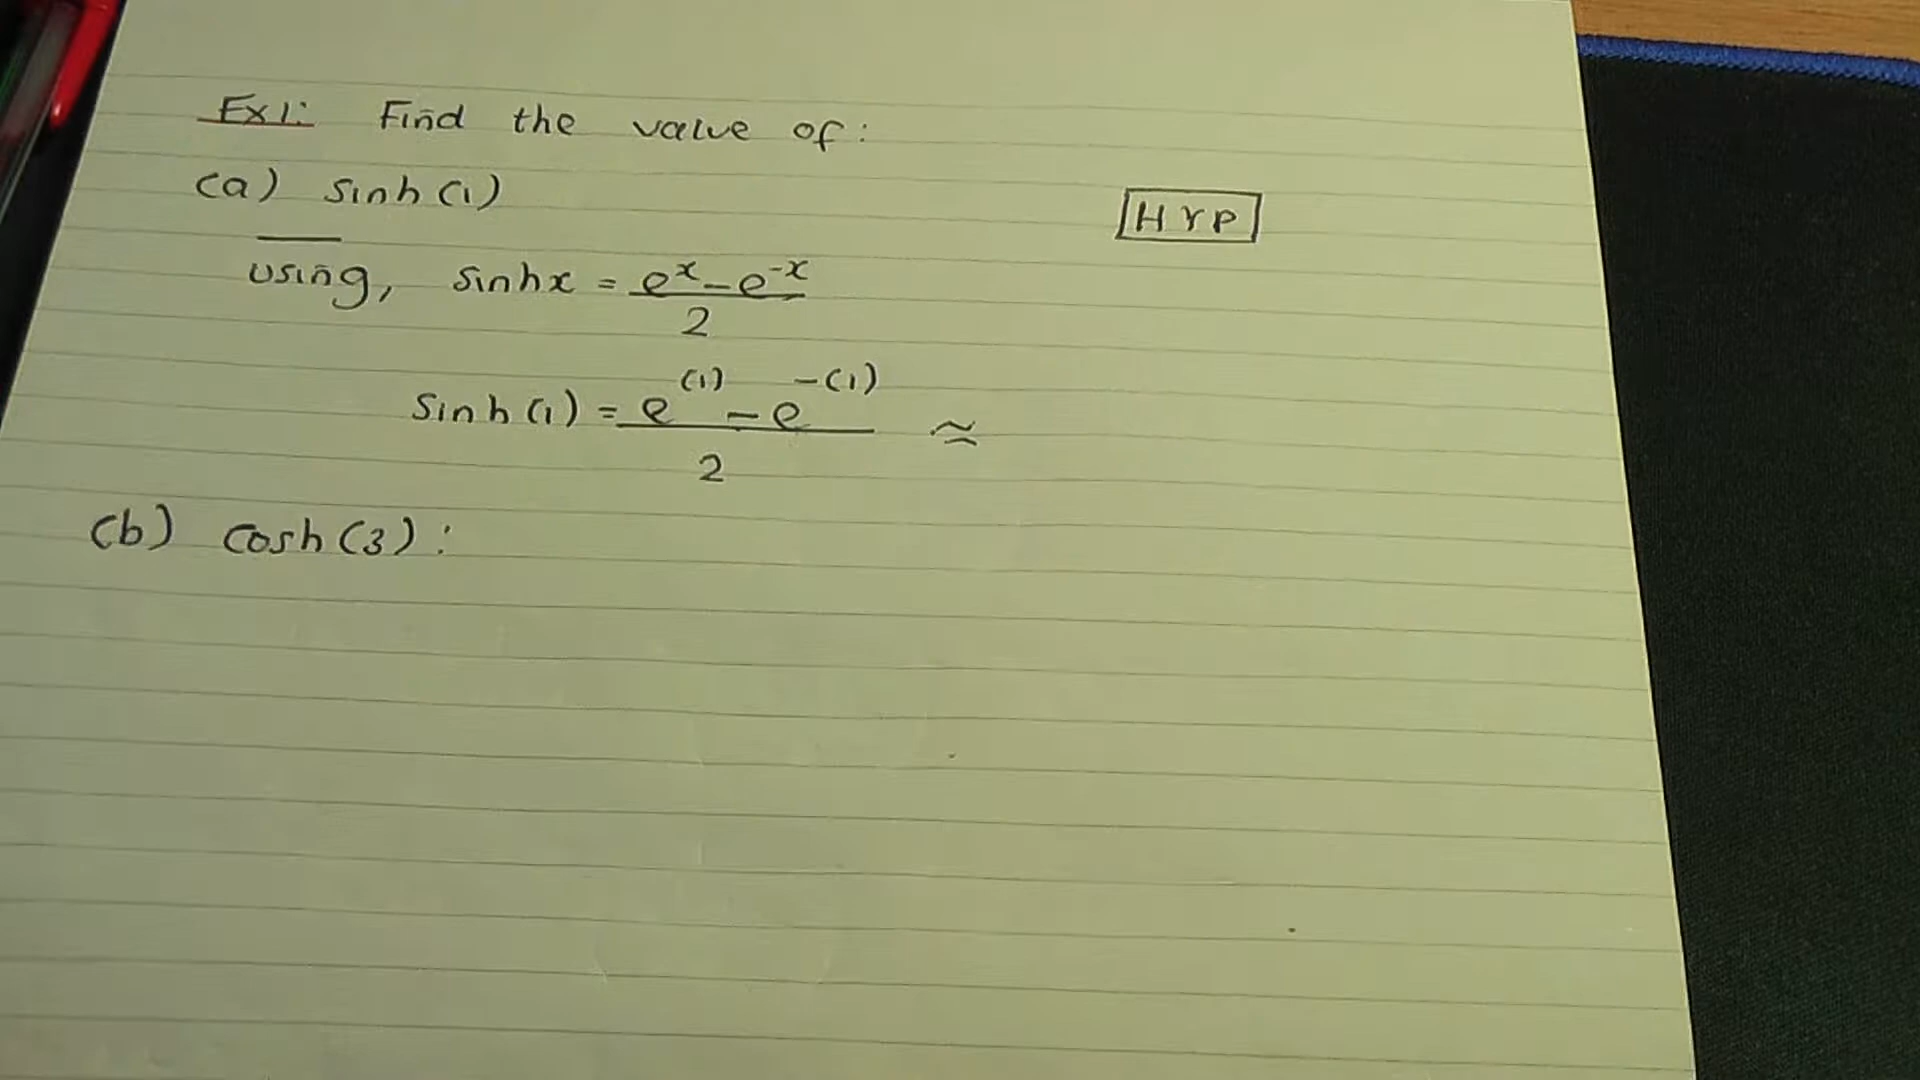 Ex1: Find the value of:
(a) sinh(1)
HYP
using, sinhx = e^x - e^-x / 2
sinh(1) = e^(1) - e^-(1) / 2 ≈
(b) cosh(3):